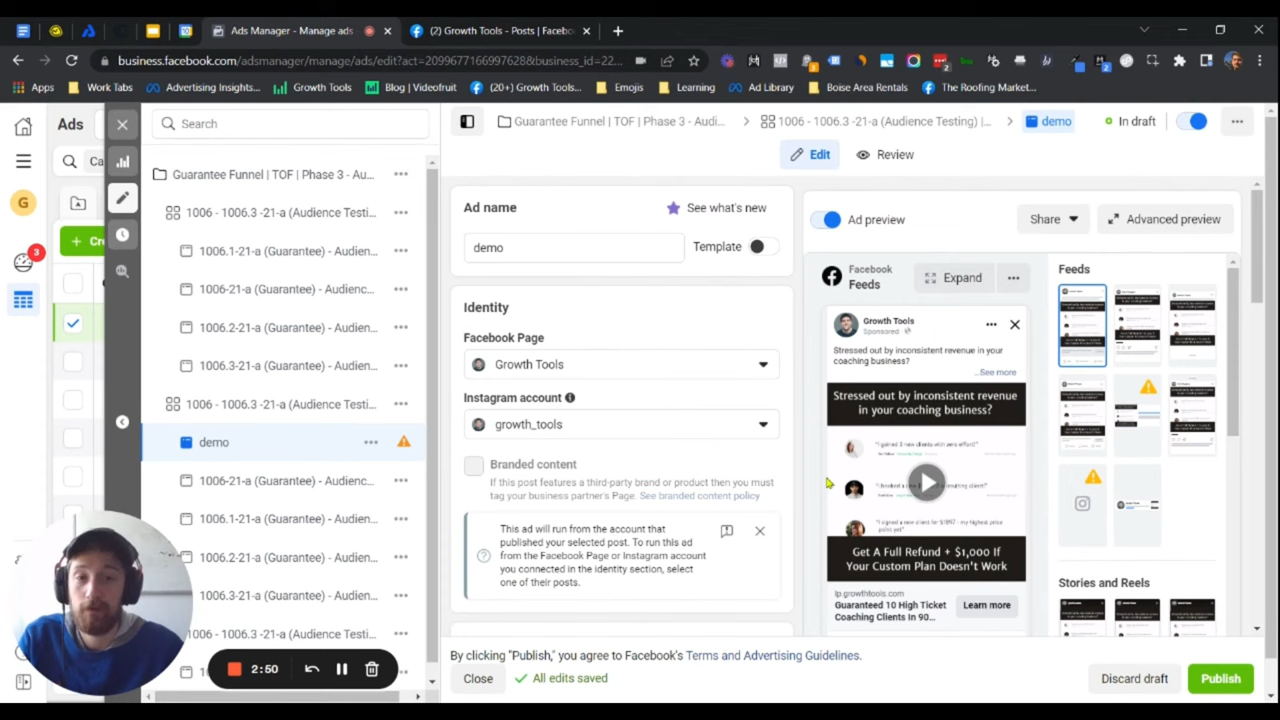 Ads Manager - Manage ads
(2) Growth Tools - Posts | Facebo
business.facebook.com/adsmanager/manage/ads/edit?act=209967716699762&business_id=22...
Apps
Work Tabs
Advertising Insights...
Growth Tools
Blog | Videofruit
(20+) Growth Tools...
Emojis
Learning
Ad Library
Boise Area Rentals
The Roofing Market...
Ads
Search
Guarantee Funnel | TOF | Phase 3 - Audi...
1006 - 1006.3 -21-a (Audience Testing) |...
demo
In draft
Edit
Review
Ca
G
3
Cr
Guarantee Funnel | TOF | Phase 3 - Au...
1006 - 1006.3 -21-a (Audience Testi...
1006.1-21-a (Guarantee) - Audien...
1006-21-a (Guarantee) - Audienc...
1006.2-21-a (Guarantee) - Audien...
1006.3-21-a (Guarantee) - Audien...
1006 - 1006.3 -21-a (Audience Testi...
demo
1006-21-a (Guarantee) - Audienc...
1006.1-21-a (Guarantee) - Audien...
1006.2-21-a (Guarantee) - Audien...
1006.3-21-a (Guarantee) - Audien...
1006 - 1006.3 -21-a (Audience Testi...
2:50
Ad name
See what's new
demo
Template
Identity
Facebook Page
Growth Tools
Instagram account
growth_tools
Branded content
If this post features a third-party brand or product then you must
tag your business partner's Page. See branded content policy
This ad will run from the account that
published your selected post. To run this ad
from the Facebook Page or Instagram account
you connected in the identity section, select
one of their posts.
Ad preview
Share
Advanced preview
Facebook
Feeds
Expand
Growth Tools
Sponsored
Stressed out by inconsistent revenue in your
coaching business?
...See more
Stressed out by inconsistent revenue
in your coaching business?
Get A Full Refund + $1,000 If
Your Custom Plan Doesn't Work
lp.growthtools.com
Guaranteed 10 High Ticket
Coaching Clients In 90...
Learn more
Feeds
Stories and Reels
By clicking "Publish," you agree to Facebook's Terms and Advertising Guidelines.
Close
All edits saved
Discard draft
Publish